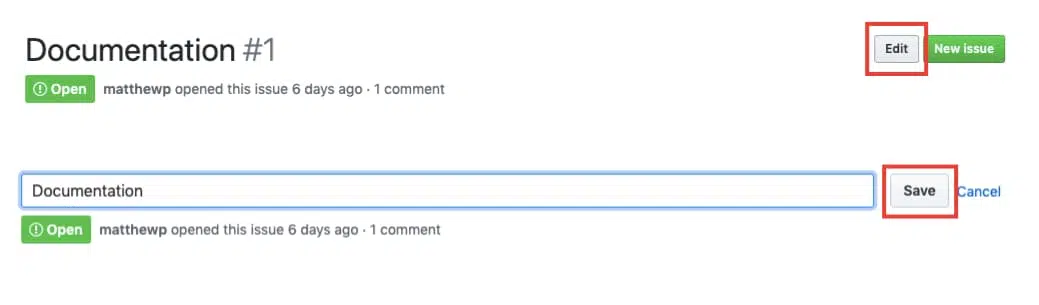 Documentation #1
Edit
New issue
Open
matthewp opened this issue 6 days ago · 1 comment
Documentation
Save
Cancel
Open
matthewp opened this issue 6 days ago · 1 comment